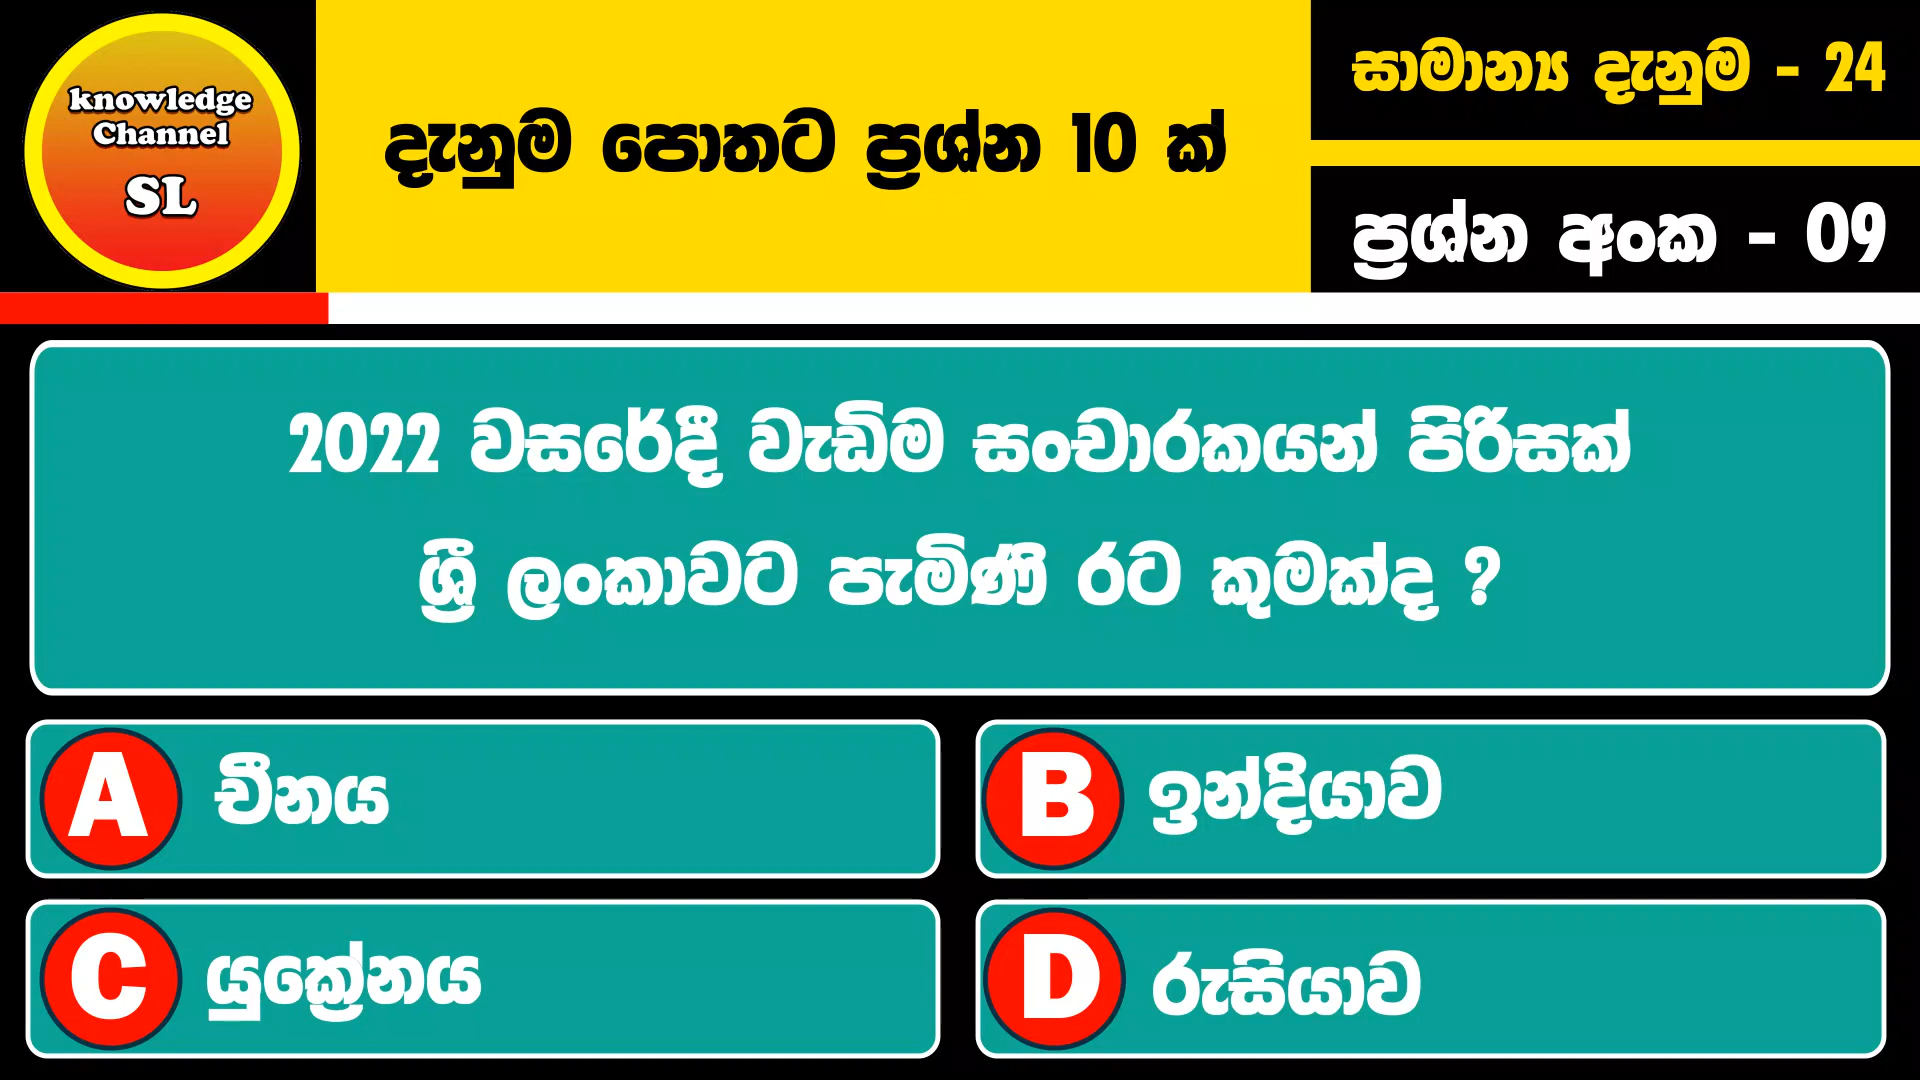 knowledge
Channel
SL
දැනුම පොතට ප්‍රශ්න 10 ක්
සාමාන්‍ය දැනුම - 24
ප්‍රශ්න අංක - 09
2022 වසරේදී වැඩිම සංචාරකයන් පිරිසක්
ශ්‍රී ලංකාවට පැමිණි රට කුමක්ද ?
A චීනය
B ඉන්දියාව
C යුක්‍රේනය
D රුසියාව